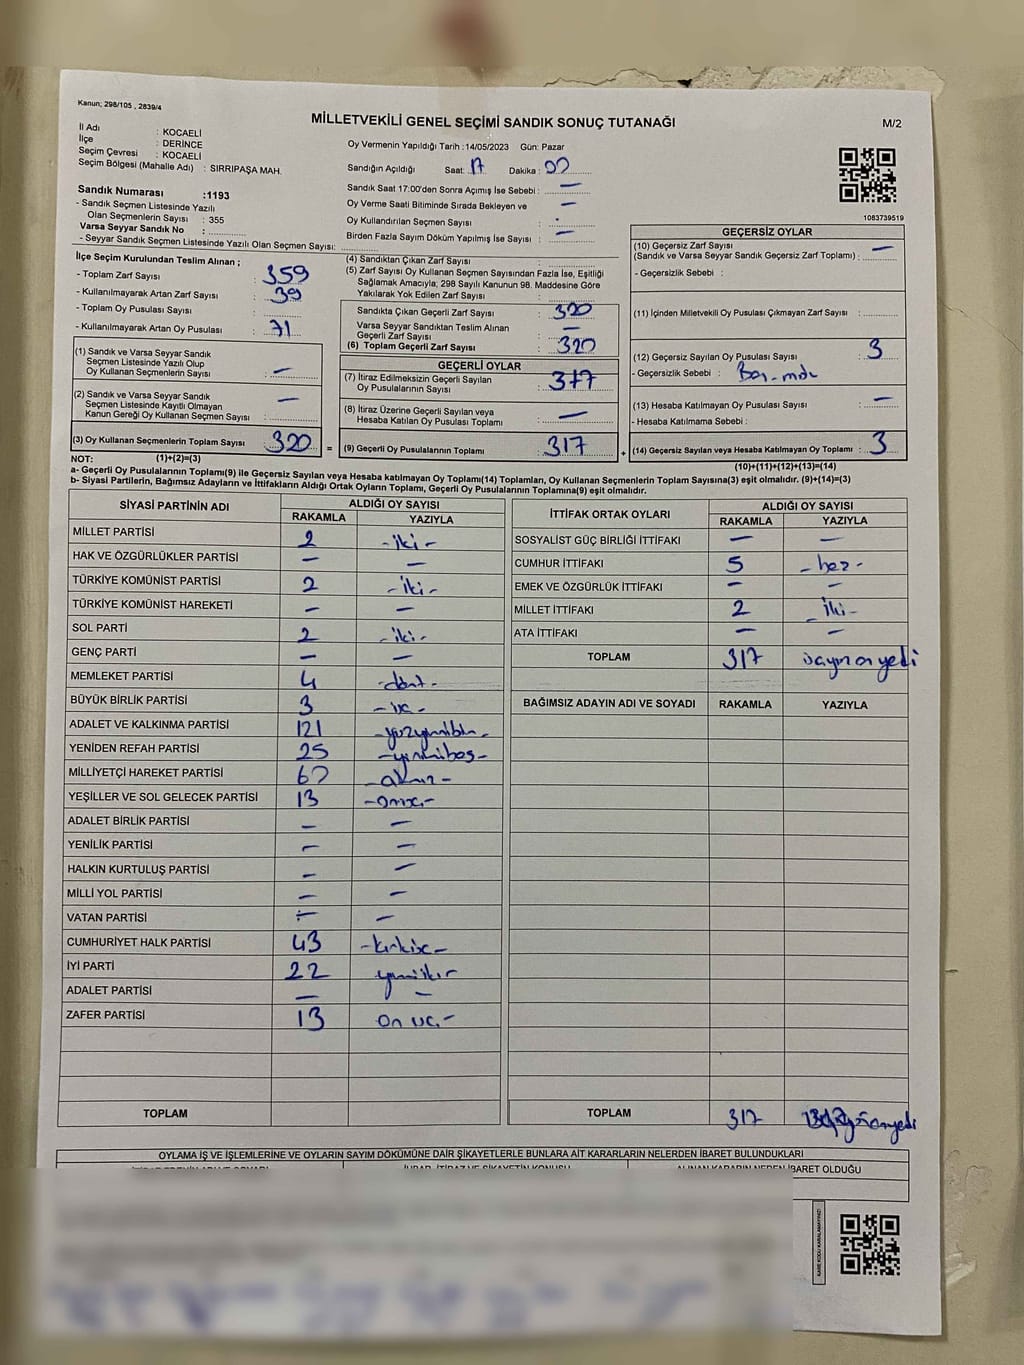 Kanun; 298/105 , 2839/4
MİLLETVEKİLİ GENEL SEÇİMİ SANDIK SONUÇ TUTANAĞI
M/2
İl Adı : KOCAELİ
İlçe : DERİNCE
Seçim Çevresi : KOCAELİ
Seçim Bölgesi (Mahalle Adı) : SIRRIPAŞA MAH.
Sandık Numarası :1193
- Sandık Seçmen Listesinde Yazılı
Olan Seçmenlerin Sayısı : 355
Varsa Seyyar Sandık No :
- Seyyar Sandık Seçmen Listesinde Yazılı Olan Seçmen Sayısı:
Oy Vermenin Yapıldığı Tarih :14/05/2023 Gün: Pazar
Sandığın Açıldığı Saat: 17 Dakika : 00
Sandık Saat 17:00'den Sonra Açımış İse Sebebi : —
Oy Verme Saati Bitiminde Sırada Bekleyen ve —
Oy Kullandırılan Seçmen Sayısı :
Birden Fazla Sayım Döküm Yapılmış İse Sayısı : —
1083739519
İlçe Seçim Kurulundan Teslim Alınan ;
- Toplam Zarf Sayısı : 359
- Kullanılmayarak Artan Zarf Sayısı : 39
- Toplam Oy Pusulası Sayısı :
- Kullanılmayarak Artan Oy Pusulası : 71
(1) Sandık ve Varsa Seyyar Sandık
Seçmen Listesinde Yazılı Olup
Oy Kullanan Seçmenlerin Sayısı : —
(2) Sandık ve Varsa Seyyar Sandık
Seçmen Listesinde Kayıtlı Olmayan
Kanun Gereği Oy Kullanan Seçmen Sayısı : —
(3) Oy Kullanan Seçmenlerin Toplam Sayısı : 320 =
(4) Sandıktan Çıkan Zarf Sayısı :
(5) Zarf Sayısı Oy Kullanan Seçmen Sayısından Fazla İse, Eşitliği
Sağlamak Amacıyla; 298 Sayılı Kanunun 98. Maddesine Göre
Yakılarak Yok Edilen Zarf Sayısı :
Sandıkta Çıkan Geçerli Zarf Sayısı : 320
Varsa Seyyar Sandıktan Teslim Alınan
Geçerli Zarf Sayısı : —
(6) Toplam Geçerli Zarf Sayısı : 320
GEÇERLİ OYLAR
(7) İtiraz Edilmeksizin Geçerli Sayılan
Oy Pusulalarının Sayısı : 317
(8) İtiraz Üzerine Geçerli Sayılan veya
Hesaba Katılan Oy Pusulası Toplamı : —
(9) Geçerli Oy Pusulalarının Toplamı : 317 +
GEÇERSİZ OYLAR
(10) Geçersiz Zarf Sayısı —
(Sandık ve Varsa Seyyar Sandık Geçersiz Zarf Toplamı) :
- Geçersizlik Sebebi :
(11) İçinden Milletvekili Oy Pusulası Çıkmayan Zarf Sayısı :
(12) Geçersiz Sayılan Oy Pusulası Sayısı : 3
- Geçersizlik Sebebi :
(13) Hesaba Katılmayan Oy Pusulası Sayısı : —
- Hesaba Katılmama Sebebi :
(14) Geçersiz Sayılan veya Hesaba Katılmayan Oy Toplamı : 3
NOT: (1)+(2)=(3)
(10)+(11)+(12)+(13)=(14)
a- Geçerli Oy Pusulalarının Toplamı(9) ile Geçersiz Sayılan veya Hesaba katılmayan Oy Toplamı(14) Toplamları, Oy Kullanan Seçmenlerin Toplam Sayısına(3) eşit olmalıdır. (9)+(14)=(3)
b- Siyasi Partilerin, Bağımsız Adayların ve İttifakların Aldığı Ortak Oyların Toplamı, Geçerli Oy Pusulalarının Toplamına(9) eşit olmalıdır.
SİYASİ PARTİNİN ADI ALDIĞI OY SAYISI
RAKAMLA YAZIYLA
MİLLET PARTİSİ 2 -iki-
HAK VE ÖZGÜRLÜKLER PARTİSİ — —
TÜRKİYE KOMÜNİST PARTİSİ 2 -iki-
TÜRKİYE KOMÜNİST HAREKETİ — —
SOL PARTİ 2 -iki-
GENÇ PARTİ — —
MEMLEKET PARTİSİ 4 -dört-
BÜYÜK BİRLİK PARTİSİ 3 -üç-
ADALET VE KALKINMA PARTİSİ 121 -yüzyirmibir-
YENİDEN REFAH PARTİSİ 25 -yirmibeş-
MİLLİYETÇİ HAREKET PARTİSİ 60 -altmış-
YEŞİLLER VE SOL GELECEK PARTİSİ 13 -onüç-
ADALET BİRLİK PARTİSİ — —
YENİLİK PARTİSİ — —
HALKIN KURTULUŞ PARTİSİ — —
MİLLİ YOL PARTİSİ — —
VATAN PARTİSİ — —
CUMHURİYET HALK PARTİSİ 43 -kırküç-
İYİ PARTİ 22 yirmiiki-
ADALET PARTİSİ — —
ZAFER PARTİSİ 13 on üç-
TOPLAM
İTTİFAK ORTAK OYLARI ALDIĞI OY SAYISI
RAKAMLA YAZIYLA
SOSYALİST GÜÇ BİRLİĞİ İTTİFAKI — —
CUMHUR İTTİFAKI 5 -beş-
EMEK VE ÖZGÜRLÜK İTTİFAKI — —
MİLLET İTTİFAKI 2 -iki-
ATA İTTİFAKI — —
TOPLAM 317 üçyüzonyedi
BAĞIMSIZ ADAYIN ADI VE SOYADI RAKAMLA YAZIYLA
TOPLAM 317
OYLAMA İŞ VE İŞLEMLERİNE VE OYLARIN SAYIM DÖKÜMÜNE DAİR ŞİKAYETLERLE BUNLARA AİT KARARLARIN NELERDEN İBARET BULUNDUKLARI
ALINAN KARARIN NEDEN İBARET OLDUĞU